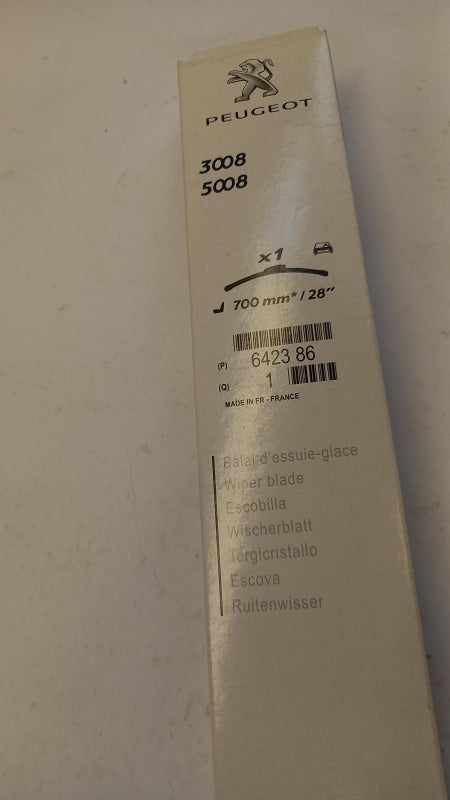 PEUGEOT
3008
5008
x1
700 mm* / 28"
(P) 6423 86
(Q) 1
MADE IN FR - FRANCE
Balai d'essuie-glace
Wiper blade
Escobilla
Wischerblatt
Tergicristallo
Escova
Ruitenwisser